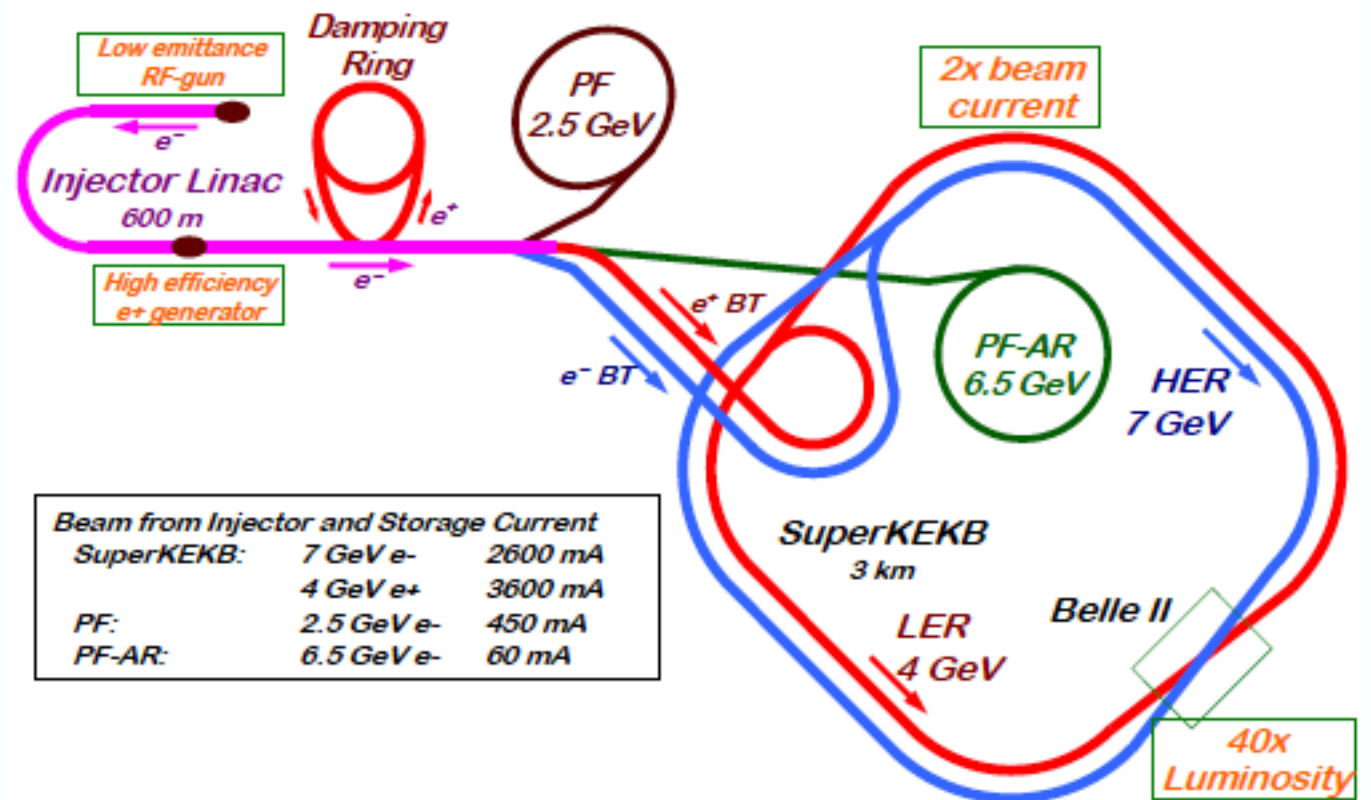 Low emittance
RF-gun
Damping
Ring
PF
2.5 GeV
2x beam
current
e⁻
Injector Linac
600 m
e⁺
e⁻
High efficiency
e+ generator
e⁺ BT
e⁻ BT
PF-AR
6.5 GeV
HER
7 GeV
Beam from Injector and Storage Current
SuperKEKB: 7 GeV e- 2600 mA
4 GeV e+ 3600 mA
PF: 2.5 GeV e- 450 mA
PF-AR: 6.5 GeV e- 60 mA
SuperKEKB
3 km
Belle II
LER
4 GeV
40x
Luminosity